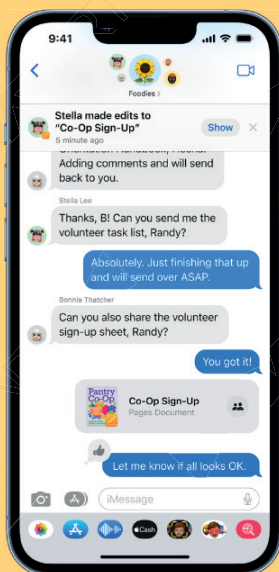 9:41
Foodies >
Stella made edits to
“Co-Op Sign-Up”
5 minute ago
Show
Adding comments and will send
back to you.
Stella Lee
Thanks, B! Can you send me the
volunteer task list, Randy?
Absolutely. Just finishing that up
and will send over ASAP.
Bonnie Thatcher
Can you also share the volunteer
sign-up sheet, Randy?
You got it!
Pantry
Co-Op
Co-Op Sign-Up
Pages Document
Let me know if all looks OK.
iMessage
Cash